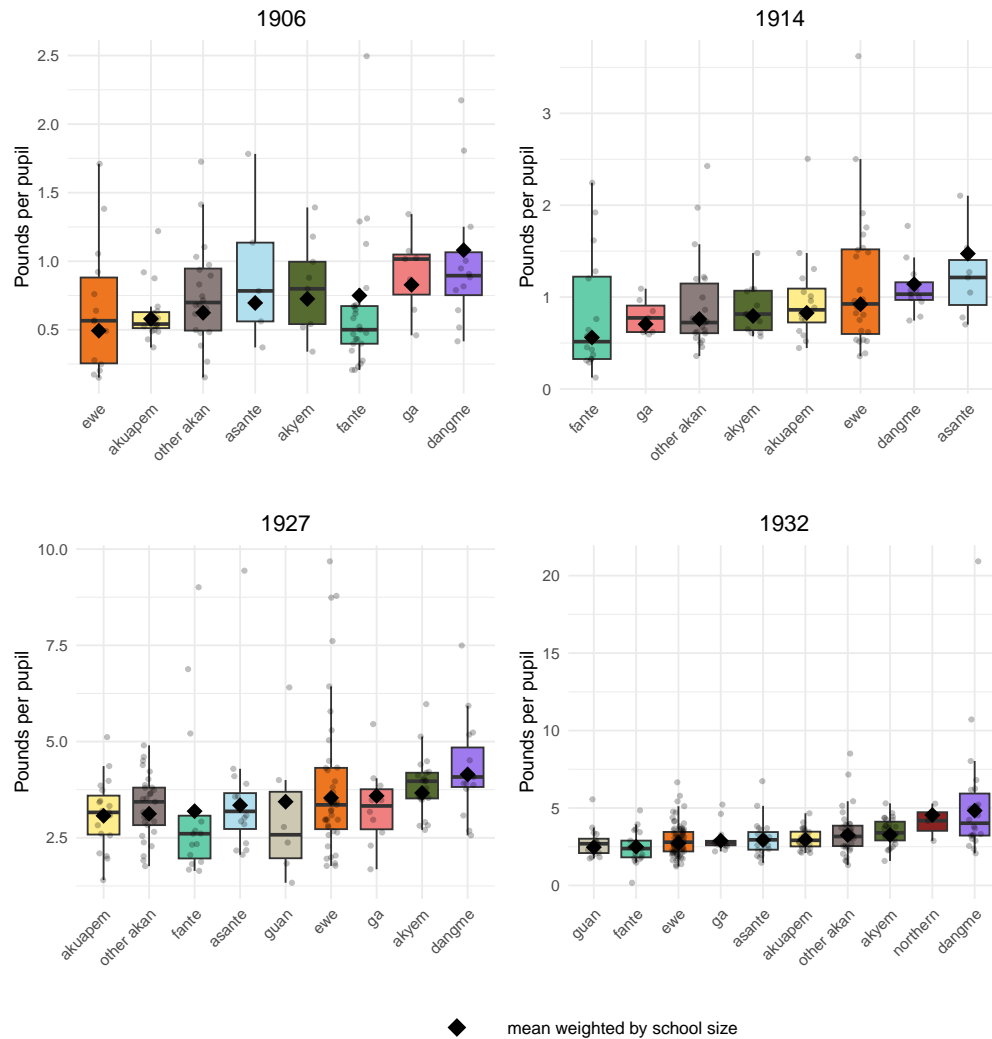 1906
Pounds per pupil
2.5
2.0
1.5
1.0
0.5
ewe
akuapem
other akan
asante
akyem
fante
ga
dangme
1914
Pounds per pupil
3
2
1
0
fante
ga
other akan
akyem
akuapem
ewe
dangme
asante
1927
Pounds per pupil
10.0
7.5
5.0
2.5
akuapem
other akan
fante
asante
guan
ewe
ga
akyem
dangme
1932
Pounds per pupil
20
15
10
5
0
guan
fante
ewe
ga
asante
akuapem
other akan
akyem
northern
dangme
mean weighted by school size